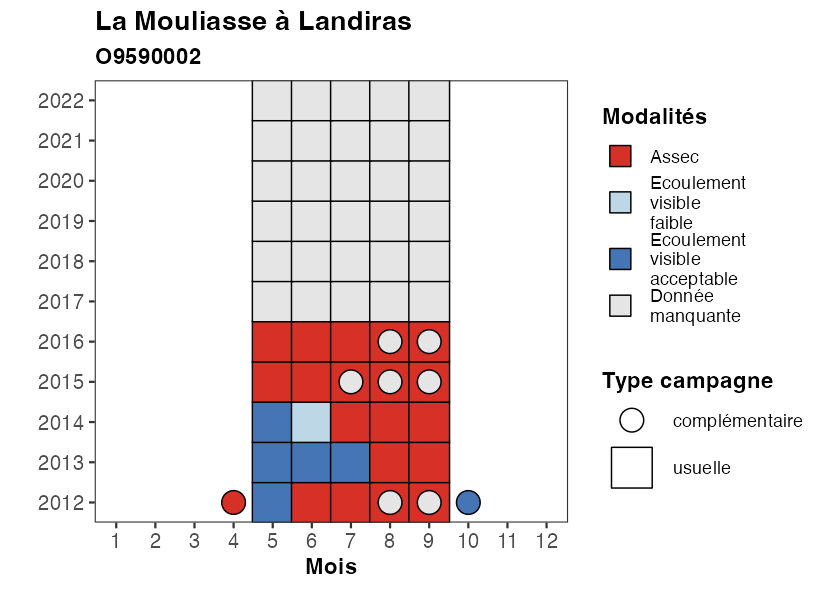 La Mouliasse à Landiras
O9590002
2022
2021
2020
2019
2018
2017
2016
2015
2014
2013
2012
1 2 3 4 5 6 7 8 9 10 11 12
Mois
Modalités
Assec
Ecoulement
visible
faible
Ecoulement
visible
acceptable
Donnée
manquante
Type campagne
complémentaire
usuelle